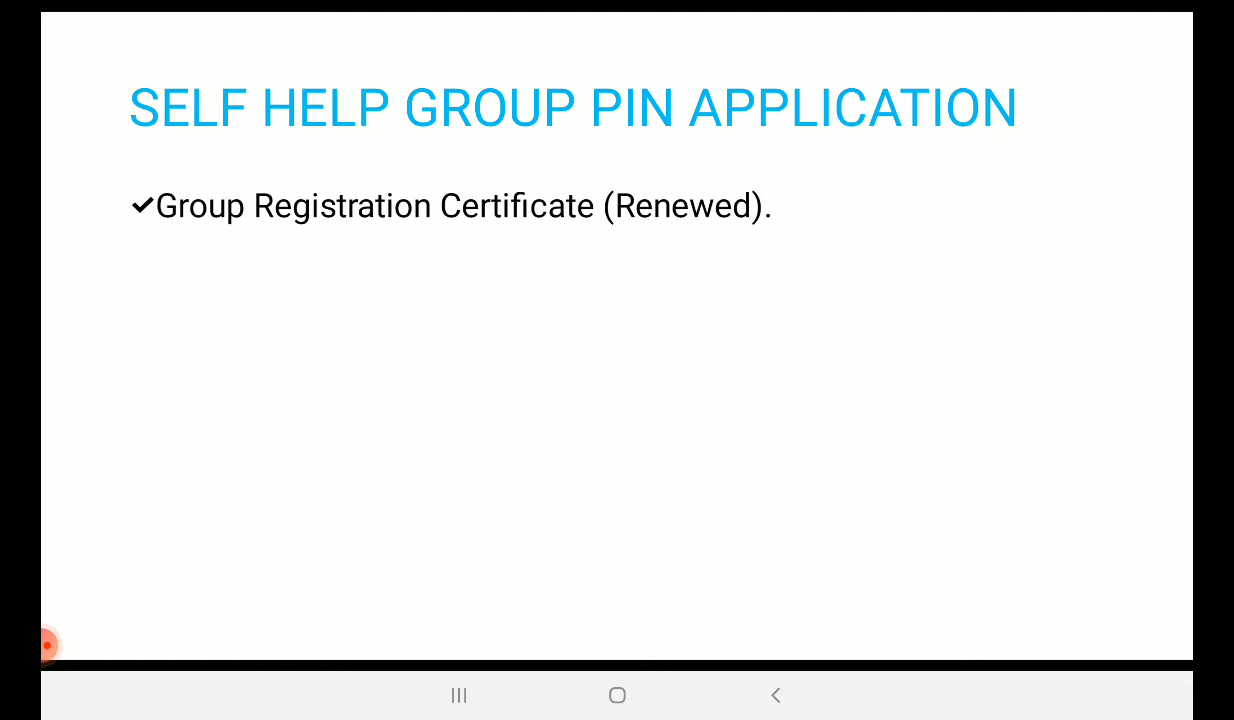 SELF HELP GROUP PIN APPLICATION
✔Group Registration Certificate (Renewed).